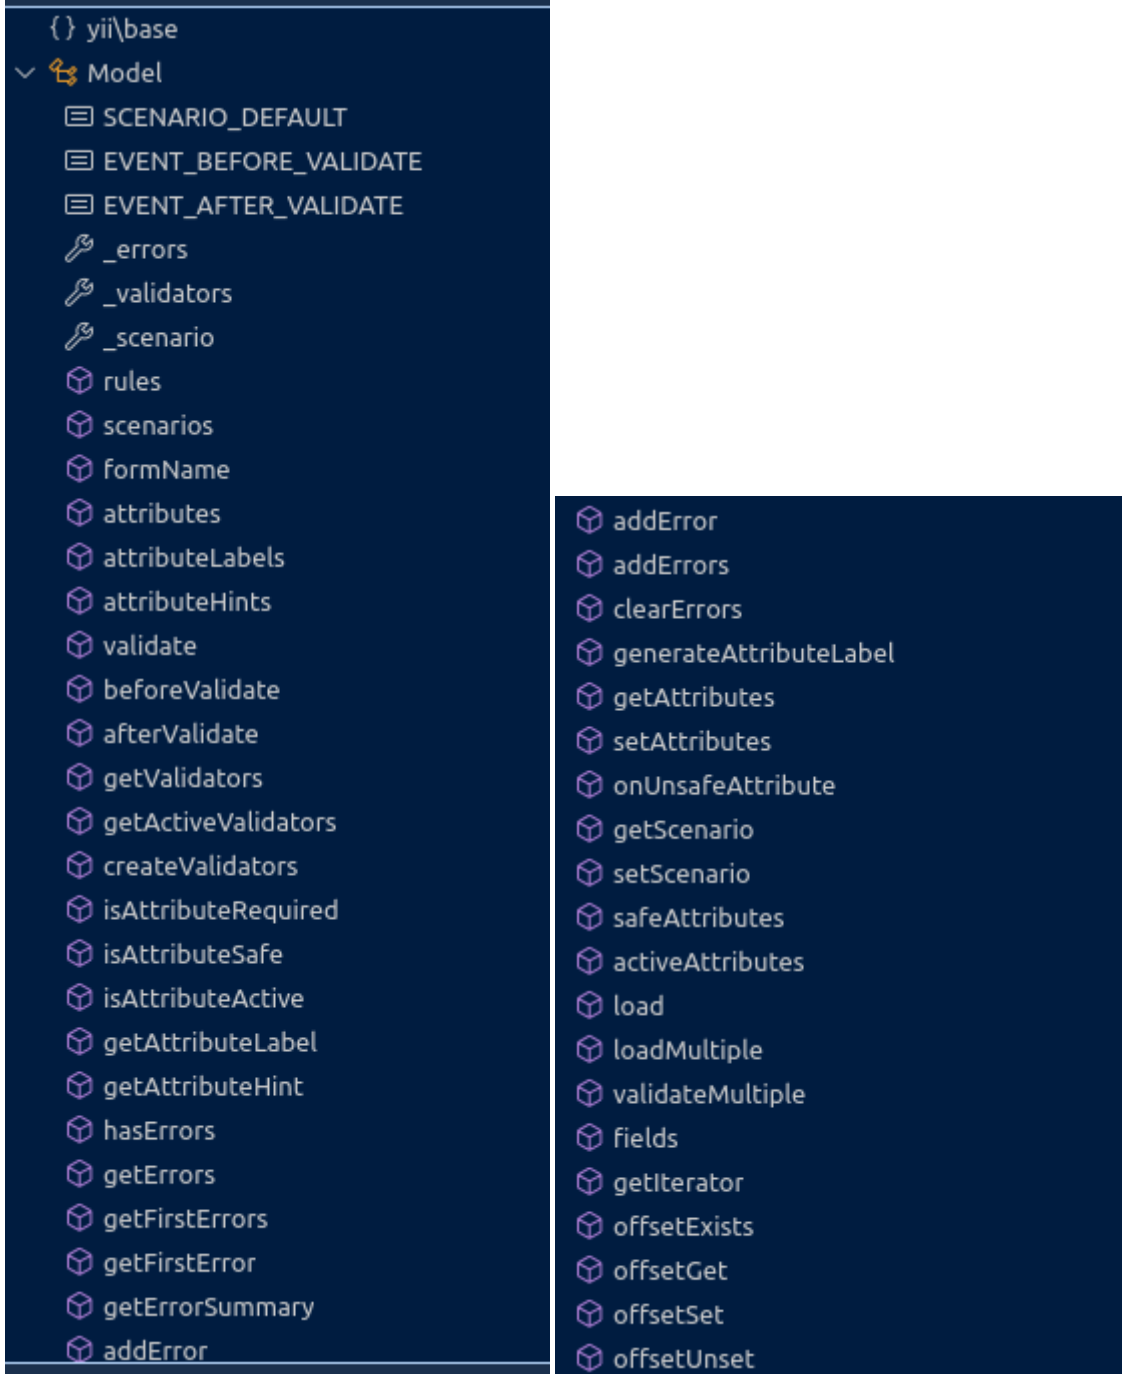 {} yii\base
Model
SCENARIO_DEFAULT
EVENT_BEFORE_VALIDATE
EVENT_AFTER_VALIDATE
_errors
_validators
_scenario
rules
scenarios
formName
attributes
attributeLabels
attributeHints
validate
beforeValidate
afterValidate
getValidators
getActiveValidators
createValidators
isAttributeRequired
isAttributeSafe
isAttributeActive
getAttributeLabel
getAttributeHint
hasErrors
getErrors
getFirstErrors
getFirstError
getErrorSummary
addError
addError
addErrors
clearErrors
generateAttributeLabel
getAttributes
setAttributes
onUnsafeAttribute
getScenario
setScenario
safeAttributes
activeAttributes
load
loadMultiple
validateMultiple
fields
getIterator
offsetExists
offsetGet
offsetSet
offsetUnset